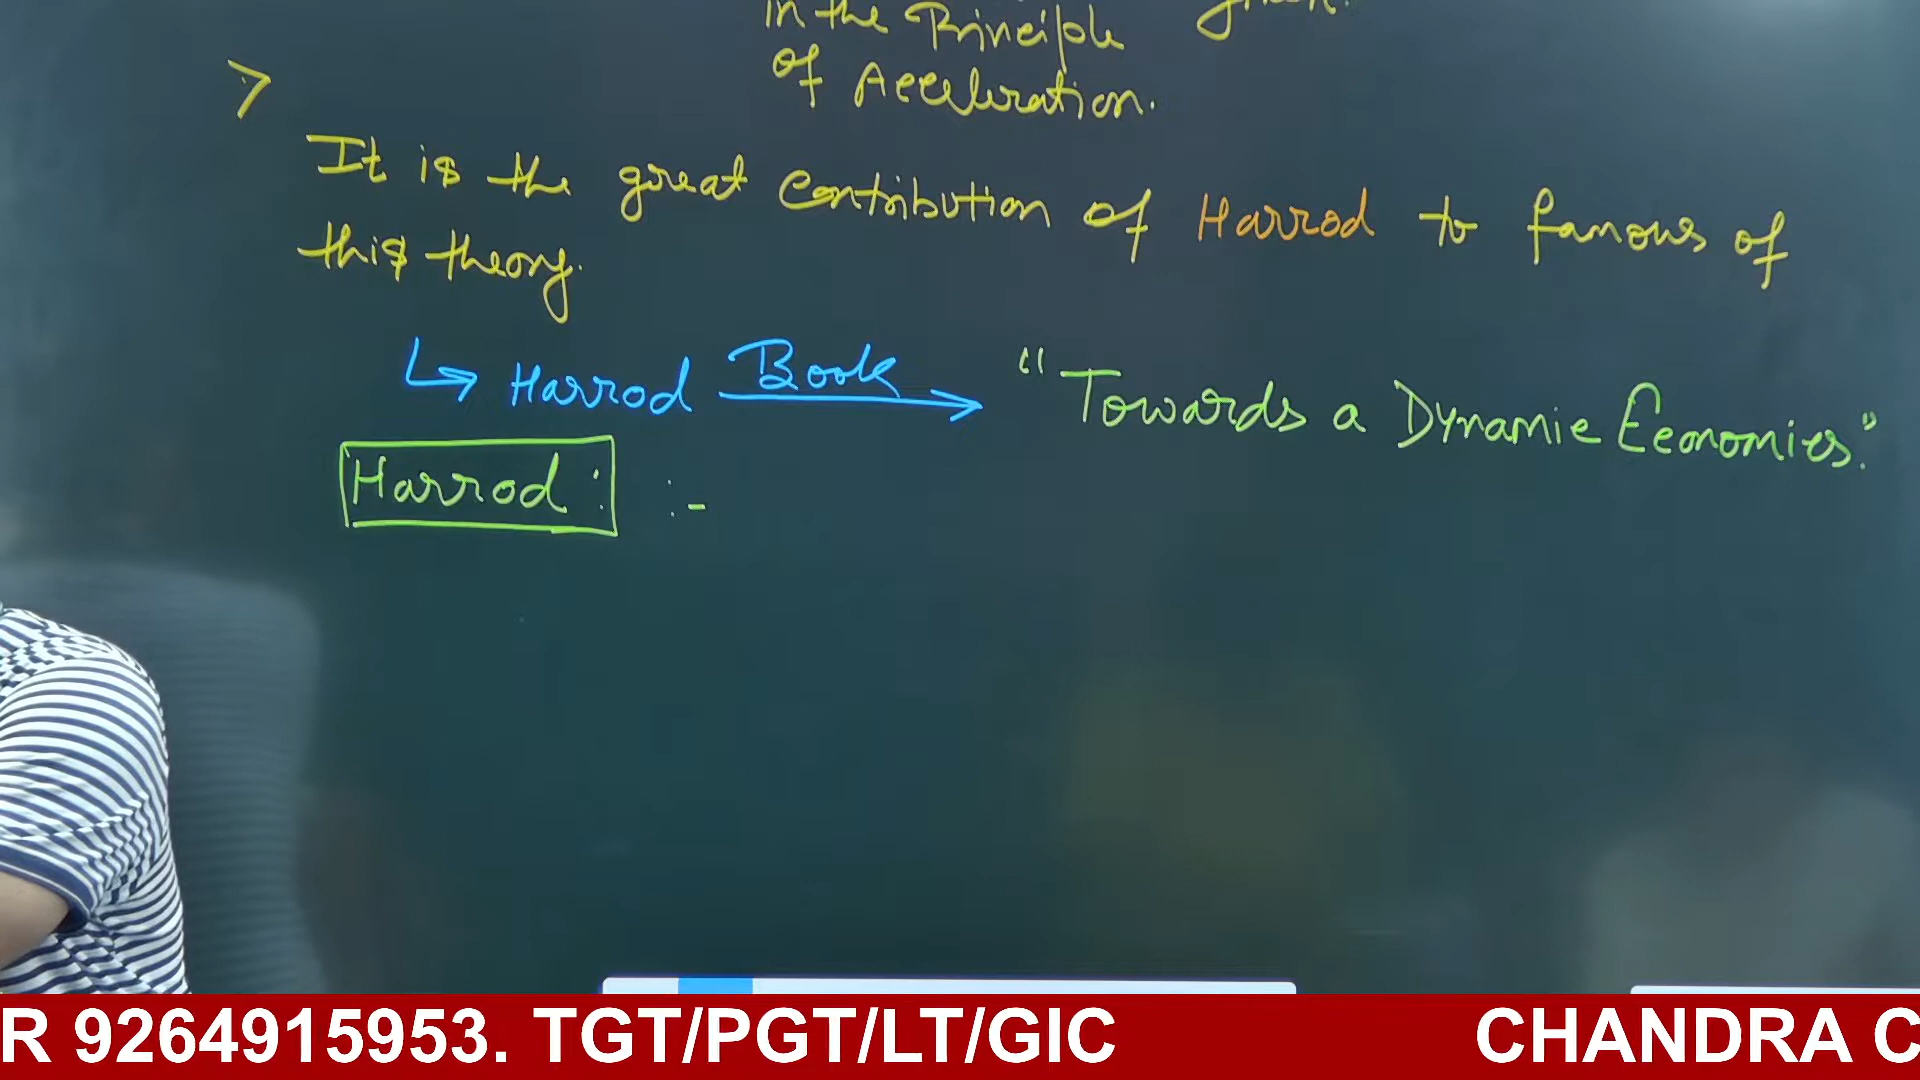 in the Principle
of Acceleration.
>
It is the great contribution of Harrod to famous of
this theory.
↳ Harrod Book → "Towards a Dynamic Economics."
Harrod: :-
R 9264915953. TGT/PGT/LT/GIC CHANDRA C